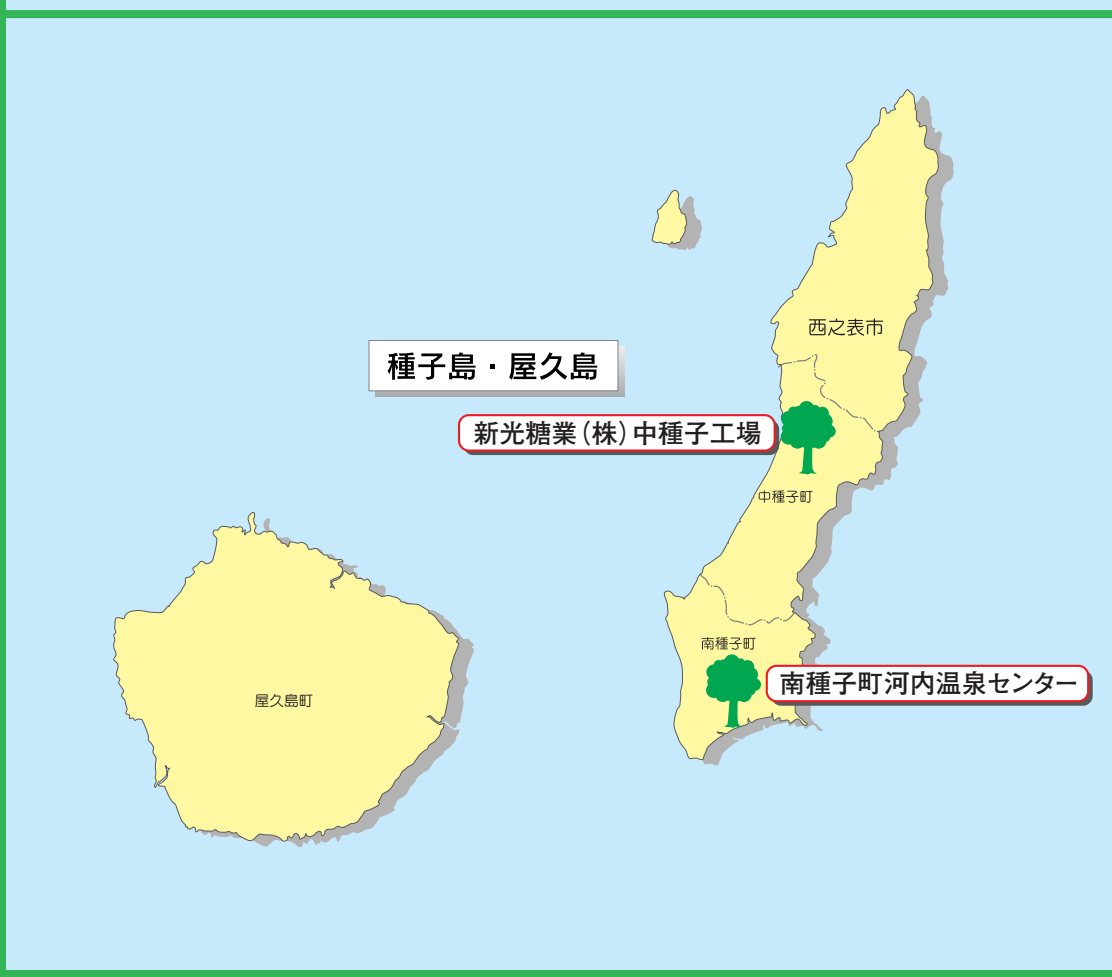 西之表市
種子島・屋久島
新光糖業(株)中種子工場
中種子町
南種子町
南種子町河内温泉センター
屋久島町